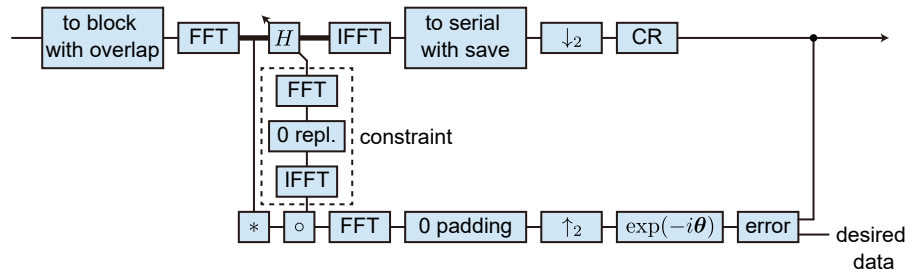 to block
with overlap
FFT
H
IFFT
to serial
with save
↓₂
CR
FFT
0 repl.
constraint
IFFT
*
∘
FFT
0 padding
↑₂
exp(−iθ)
error
desired
data